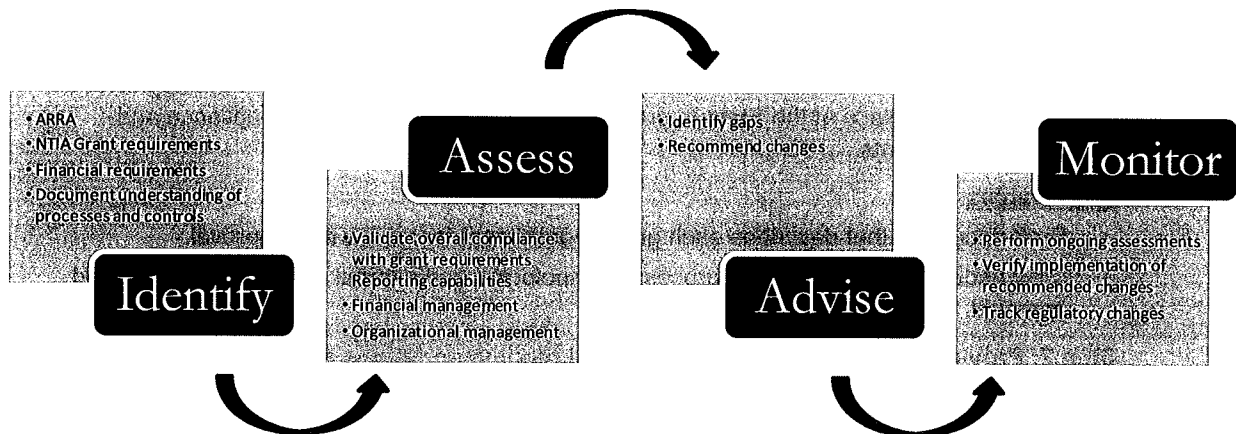 • ARRA
• NTIA Grant requirements
• Financial requirements
• Document understanding of
processes and controls
Identify
Assess
• Validate overall compliance
with grant requirements
• Reporting capabilities
• Financial management
• Organizational management
• Identify gaps
• Recommend changes
Advise
Monitor
• Perform ongoing assessments
• Verify implementation of
recommended changes
• Track regulatory changes